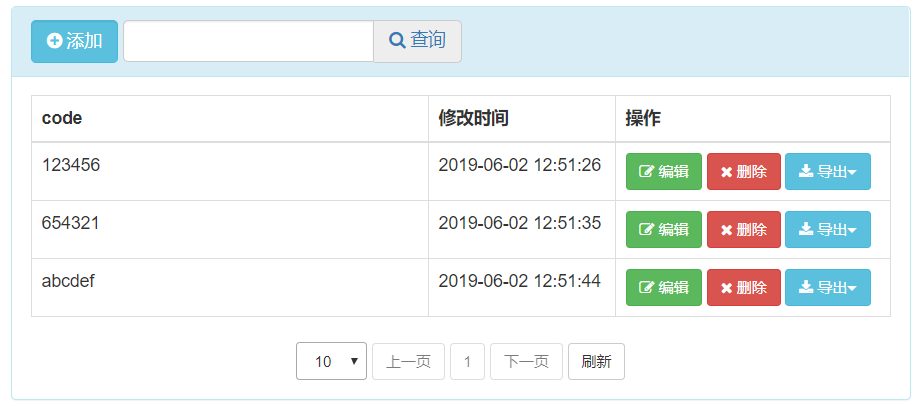 添加 查询
code 修改时间 操作
123456 2019-06-02 12:51:26 编辑 删除 导出
654321 2019-06-02 12:51:35 编辑 删除 导出
abcdef 2019-06-02 12:51:44 编辑 删除 导出
10 上一页 1 下一页 刷新